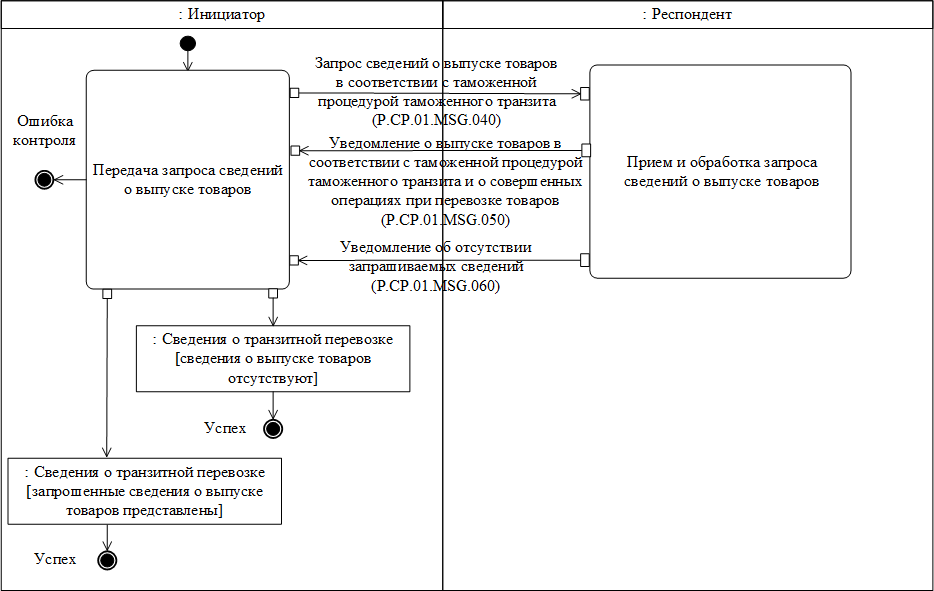 : Инициатор
: Респондент
Запрос сведений о выпуске товаров
в соответствии с таможенной
процедурой таможенного транзита
(P.CP.01.MSG.040)
Ошибка
контроля
Уведомление о выпуске товаров в
соответствии с таможенной процедурой
таможенного транзита и о совершенных
операциях при перевозке товаров
(P.CP.01.MSG.050)
Передача запроса сведений
о выпуске товаров
Прием и обработка запроса
сведений о выпуске товаров
Уведомление об отсутствии
запрашиваемых сведений
(P.CP.01.MSG.060)
: Сведения о транзитной перевозке
[сведения о выпуске товаров
отсутствуют]
Успех
: Сведения о транзитной перевозке
[запрошенные сведения о выпуске
товаров представлены]
Успех